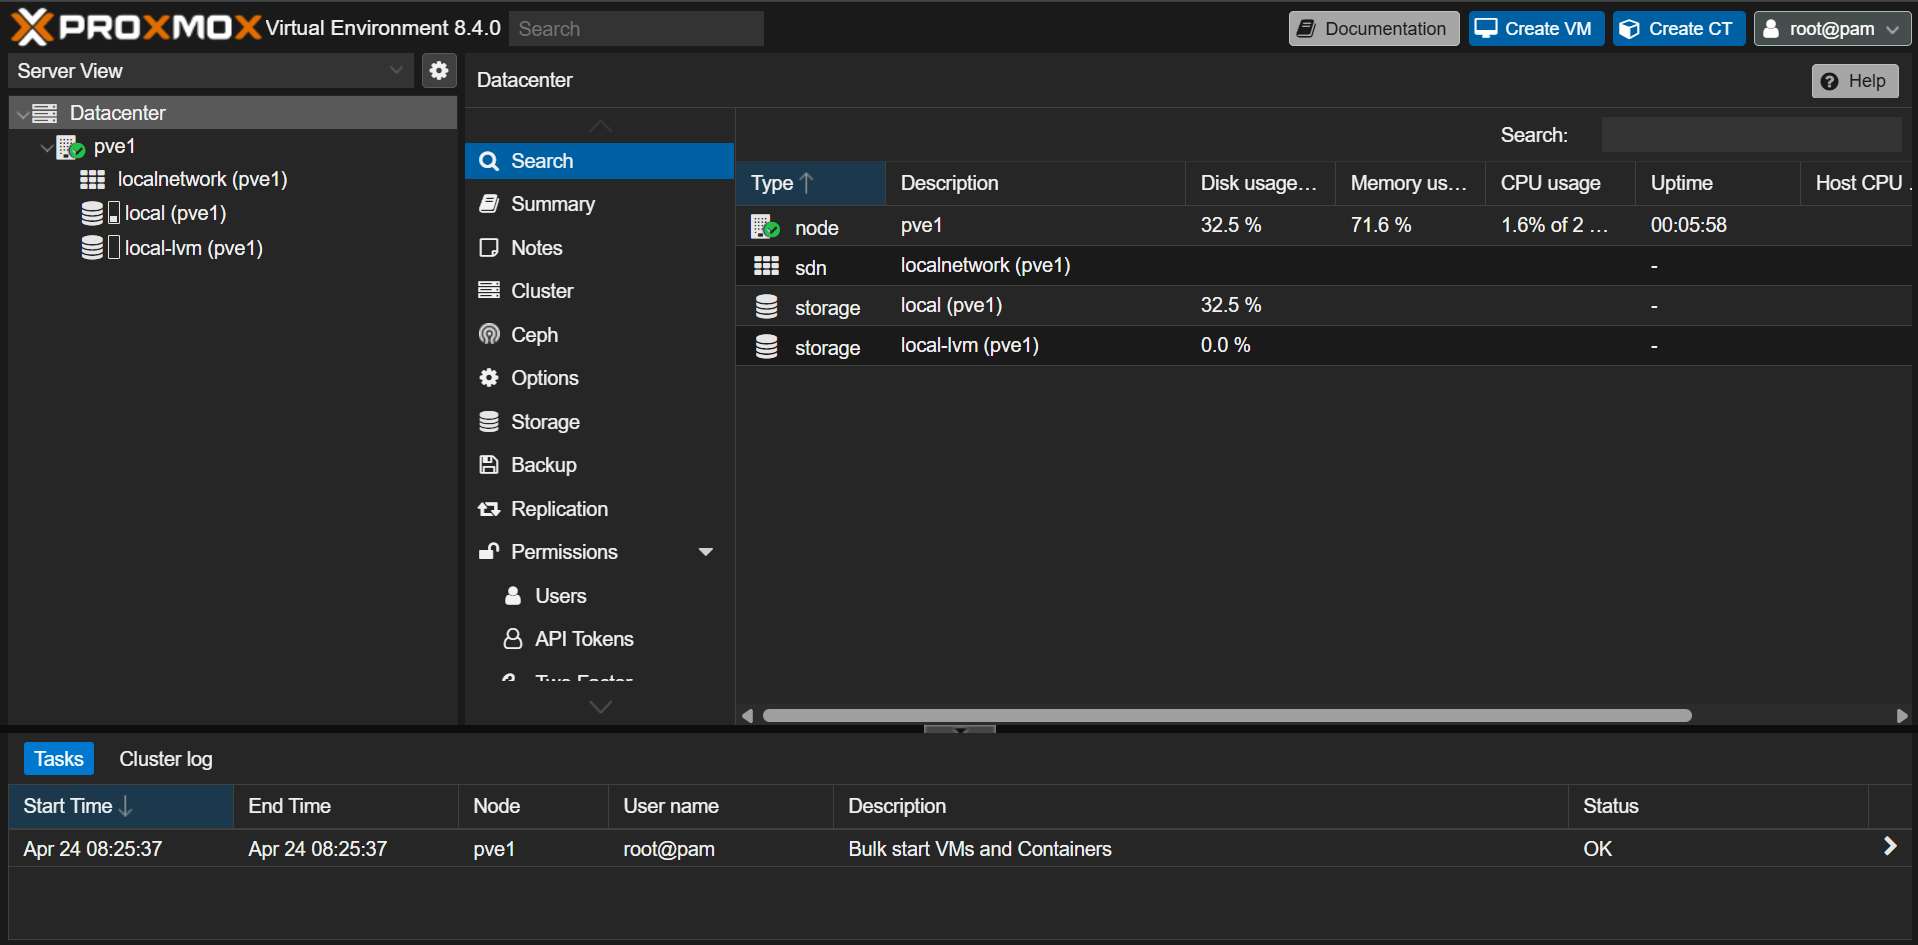 PROXMOX Virtual Environment 8.4.0 Search Documentation Create VM Create CT root@pam
Server View
Datacenter
pve1
localnetwork (pve1)
local (pve1)
local-lvm (pve1)
Datacenter Help
Search
Summary
Notes
Cluster
Ceph
Options
Storage
Backup
Replication
Permissions
Users
API Tokens
Two Factor
Search:
Type Description Disk usage... Memory us... CPU usage Uptime Host CPU .
node pve1 32.5 % 71.6 % 1.6% of 2 ... 00:05:58
sdn localnetwork (pve1) -
storage local (pve1) 32.5 % -
storage local-lvm (pve1) 0.0 % -
Tasks Cluster log
Start Time End Time Node User name Description Status
Apr 24 08:25:37 Apr 24 08:25:37 pve1 root@pam Bulk start VMs and Containers OK